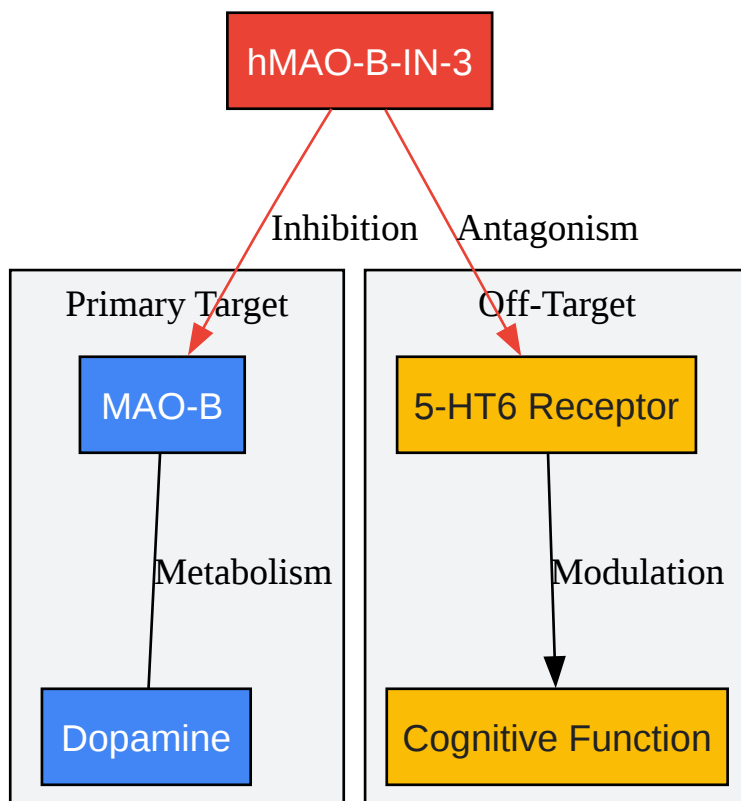 hMAO-B-IN-3
Inhibition
Antagonism
Primary Target
Off-Target
MAO-B
5-HT6 Receptor
Metabolism
Modulation
Dopamine
Cognitive Function